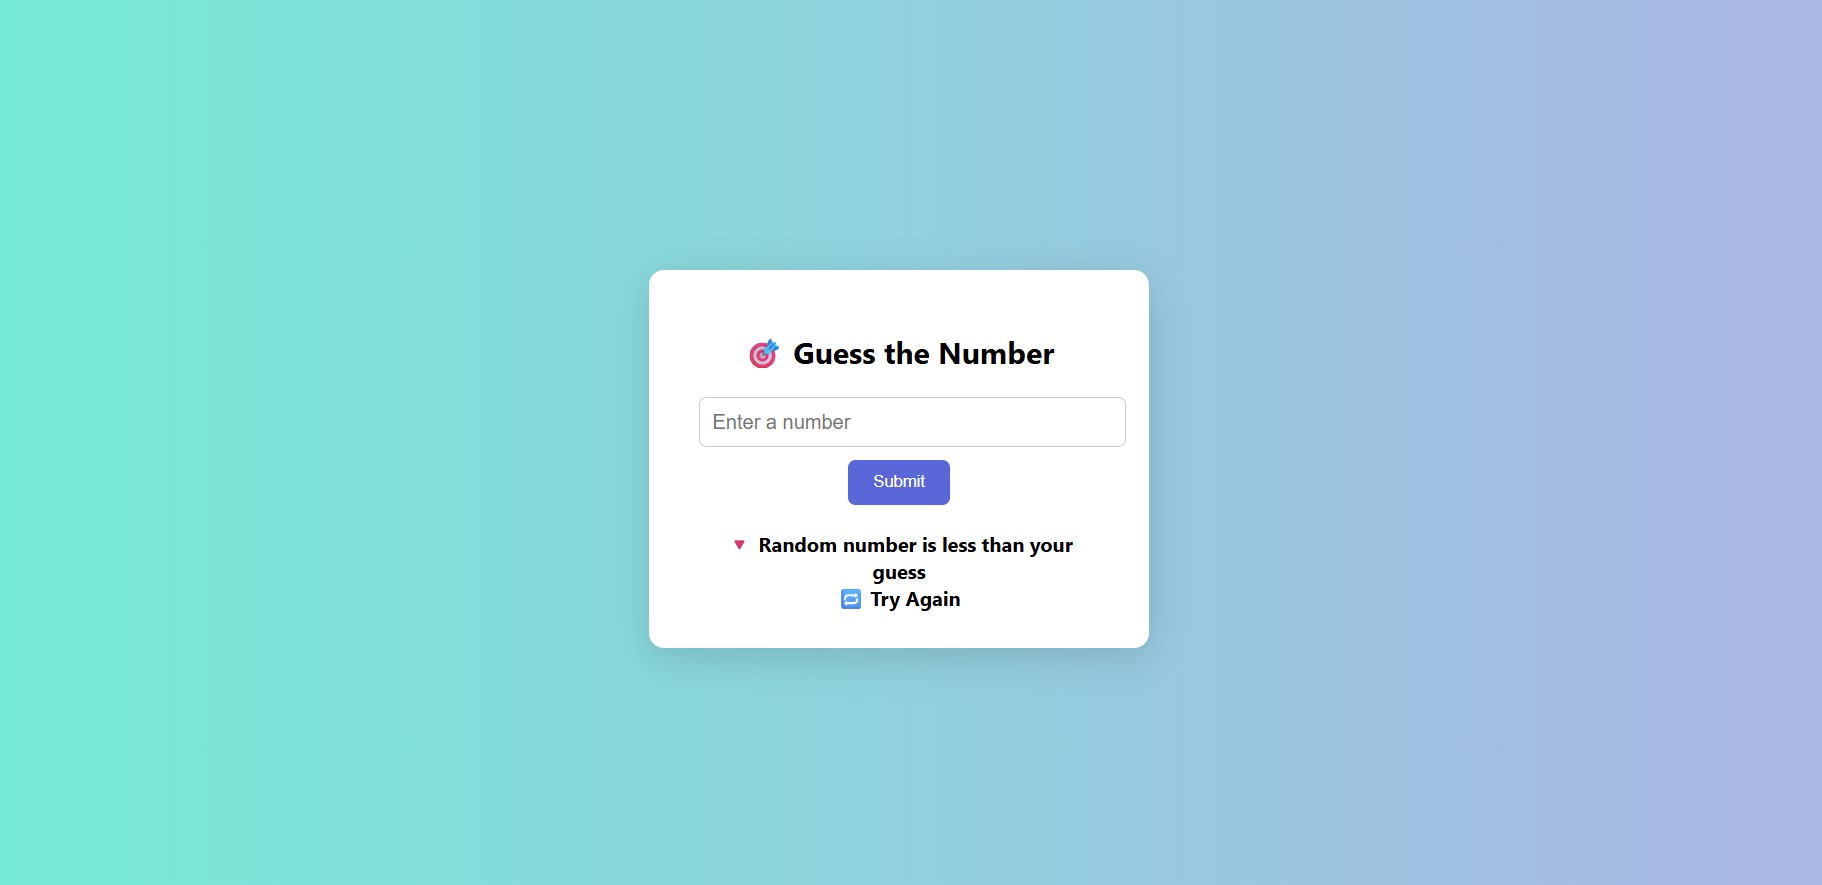 🎯 Guess the Number
Enter a number
Submit
🔻 Random number is less than your
guess
🔁 Try Again